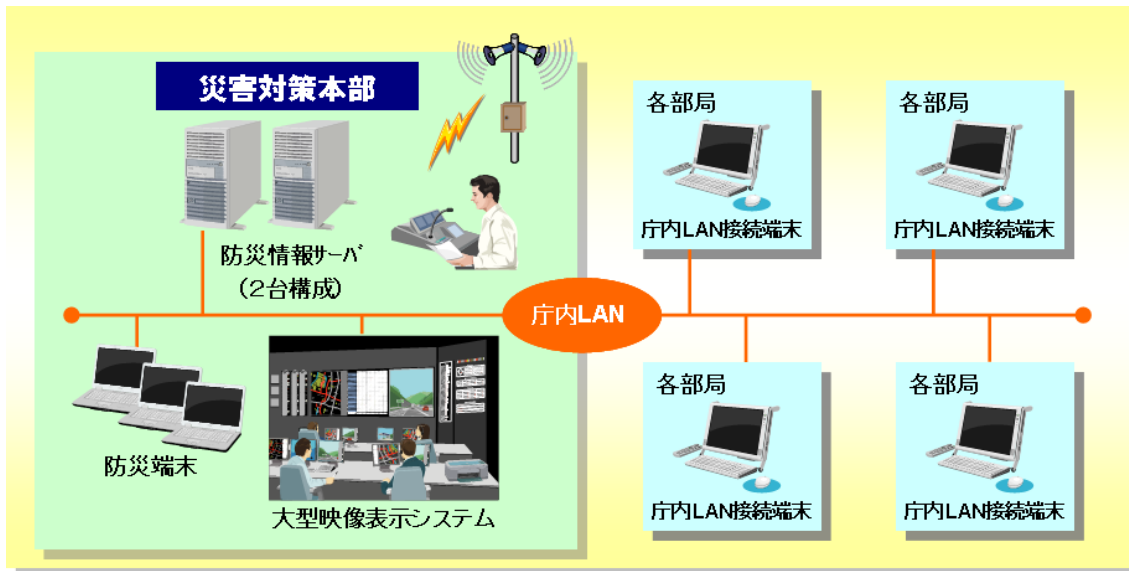 災害対策本部
防災情報サーバ
（２台構成）
防災端末
大型映像表示システム
庁内LAN
各部局
庁内LAN接続端末
各部局
庁内LAN接続端末
各部局
庁内LAN接続端末
各部局
庁内LAN接続端末